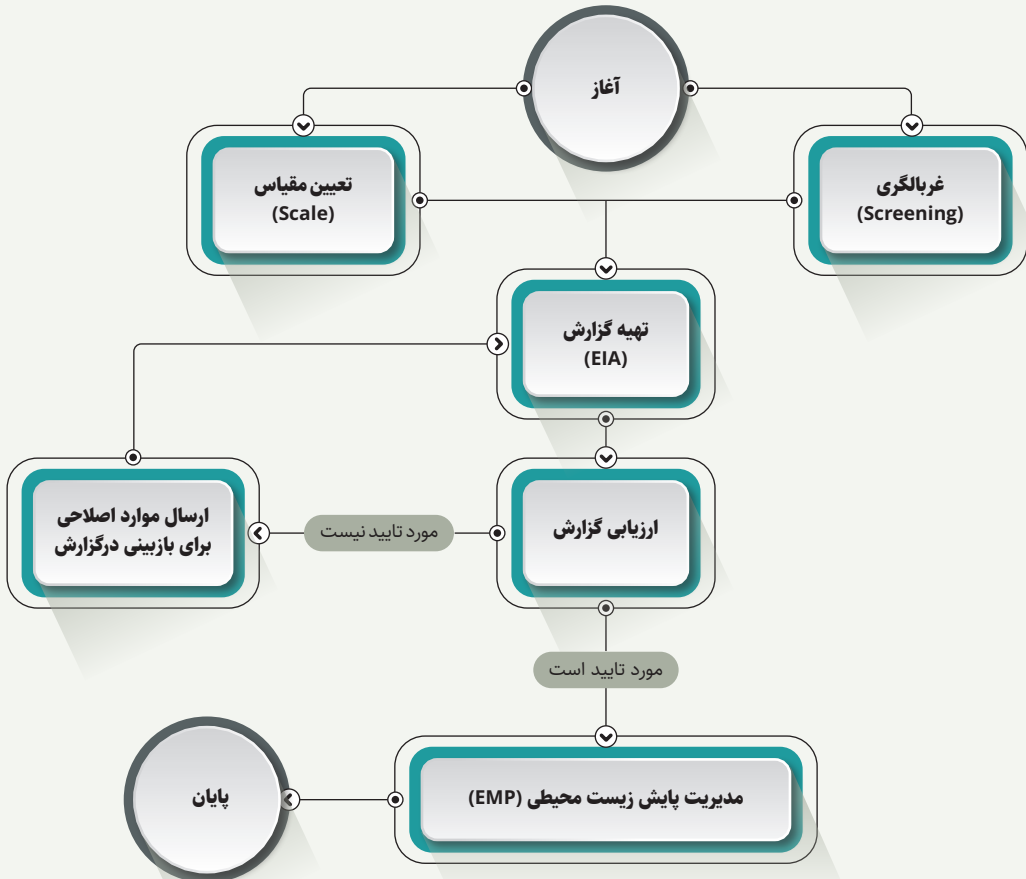 آغاز
غربالگری
(Screening)
تعیین مقیاس
(Scale)
تهیه گزارش
(EIA)
ارزیابی گزارش
مورد تایید نیست
ارسال موارد اصلاحی
برای بازبینی درگزارش
مورد تایید است
مدیریت پایش زیست محیطی (EMP)
پایان